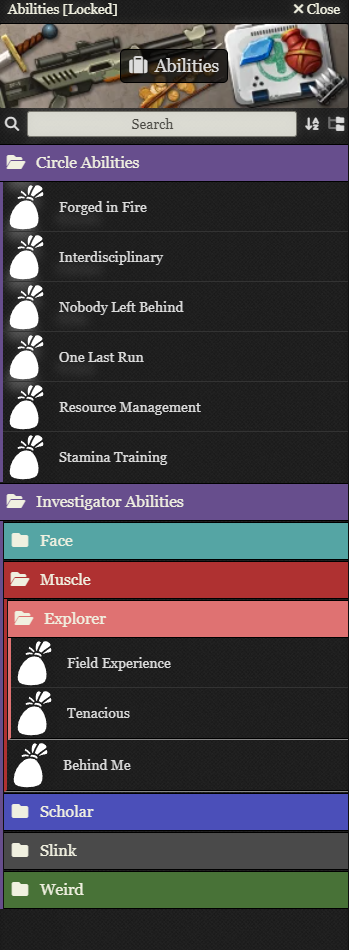 Abilities [Locked]
Close
Abilities
Search
Circle Abilities
Forged in Fire
Interdisciplinary
Nobody Left Behind
One Last Run
Resource Management
Stamina Training
Investigator Abilities
Face
Muscle
Explorer
Field Experience
Tenacious
Behind Me
Scholar
Slink
Weird